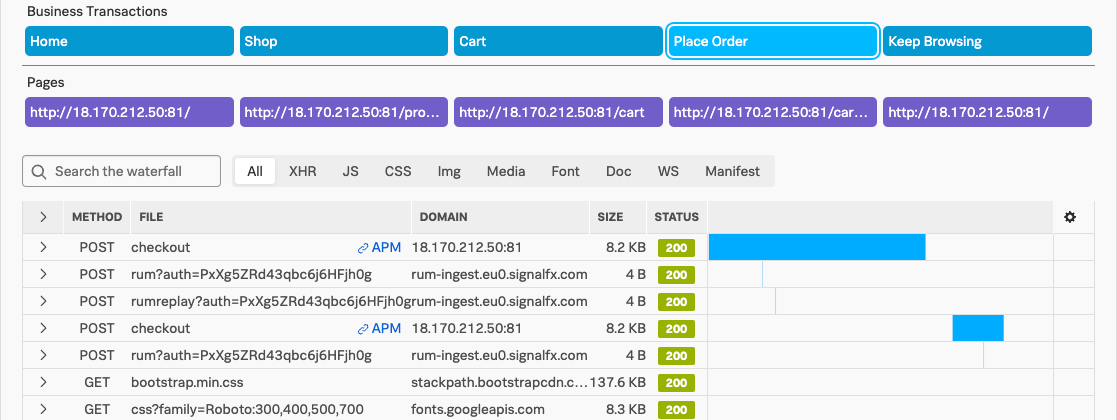 Business Transactions
Home Shop Cart Place Order Keep Browsing
Pages
http://18.170.212.50:81/ http://18.170.212.50:81/pro... http://18.170.212.50:81/cart http://18.170.212.50:81/car... http://18.170.212.50:81/
Search the waterfall All XHR JS CSS Img Media Font Doc WS Manifest
METHOD FILE DOMAIN SIZE STATUS
POST checkout APM 18.170.212.50:81 8.2 KB 200
POST rum?auth=PxXg5ZRd43qbc6j6HFjh0g rum-ingest.eu0.signalfx.com 4 B 200
POST rumreplay?auth=PxXg5ZRd43qbc6j6HFjh0g rum-ingest.eu0.signalfx.com 4 B 200
POST checkout APM 18.170.212.50:81 8.2 KB 200
POST rum?auth=PxXg5ZRd43qbc6j6HFjh0g rum-ingest.eu0.signalfx.com 4 B 200
GET bootstrap.min.css stackpath.bootstrapcdn.c... 137.6 KB 200
GET css?family=Roboto:300,400,500,700 fonts.googleapis.com 8.3 KB 200